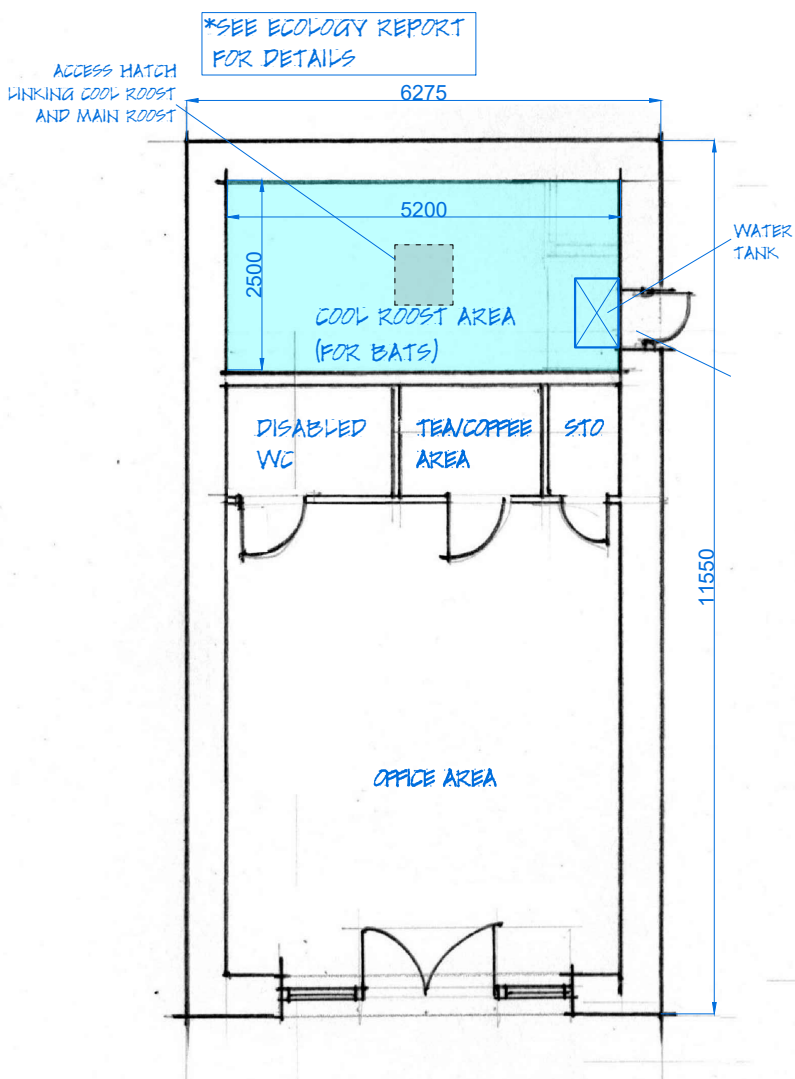 *SEE ECOLOGY REPORT
FOR DETAILS
ACCESS HATCH
LINKING COOL ROOST
AND MAIN ROOST
6275
5200
2500
WATER
TANK
COOL ROOST AREA
(FOR BATS)
DISABLED
WC
TEA/COFFEE
AREA
STO
11550
OFFICE AREA